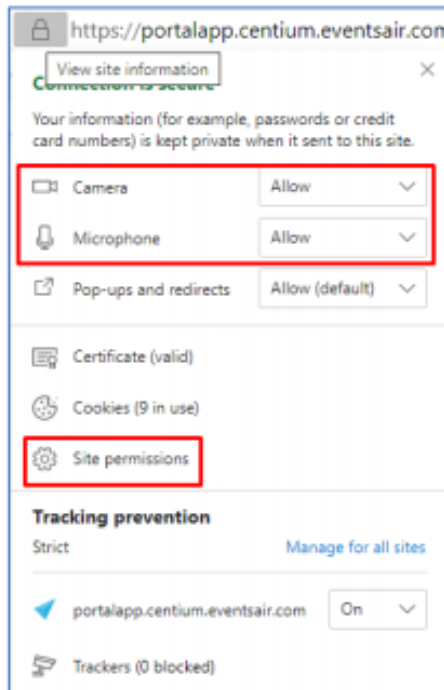 https://portalapp.centium.eventsair.com
View site information
Connection is secure
Your information (for example, passwords or credit
card numbers) is kept private when it sent to this site.
Camera Allow
Microphone Allow
Pop-ups and redirects Allow (default)
Certificate (valid)
Cookies (9 in use)
Site permissions
Tracking prevention
Strict Manage for all sites
portalapp.centium.eventsair.com On
Trackers (0 blocked)